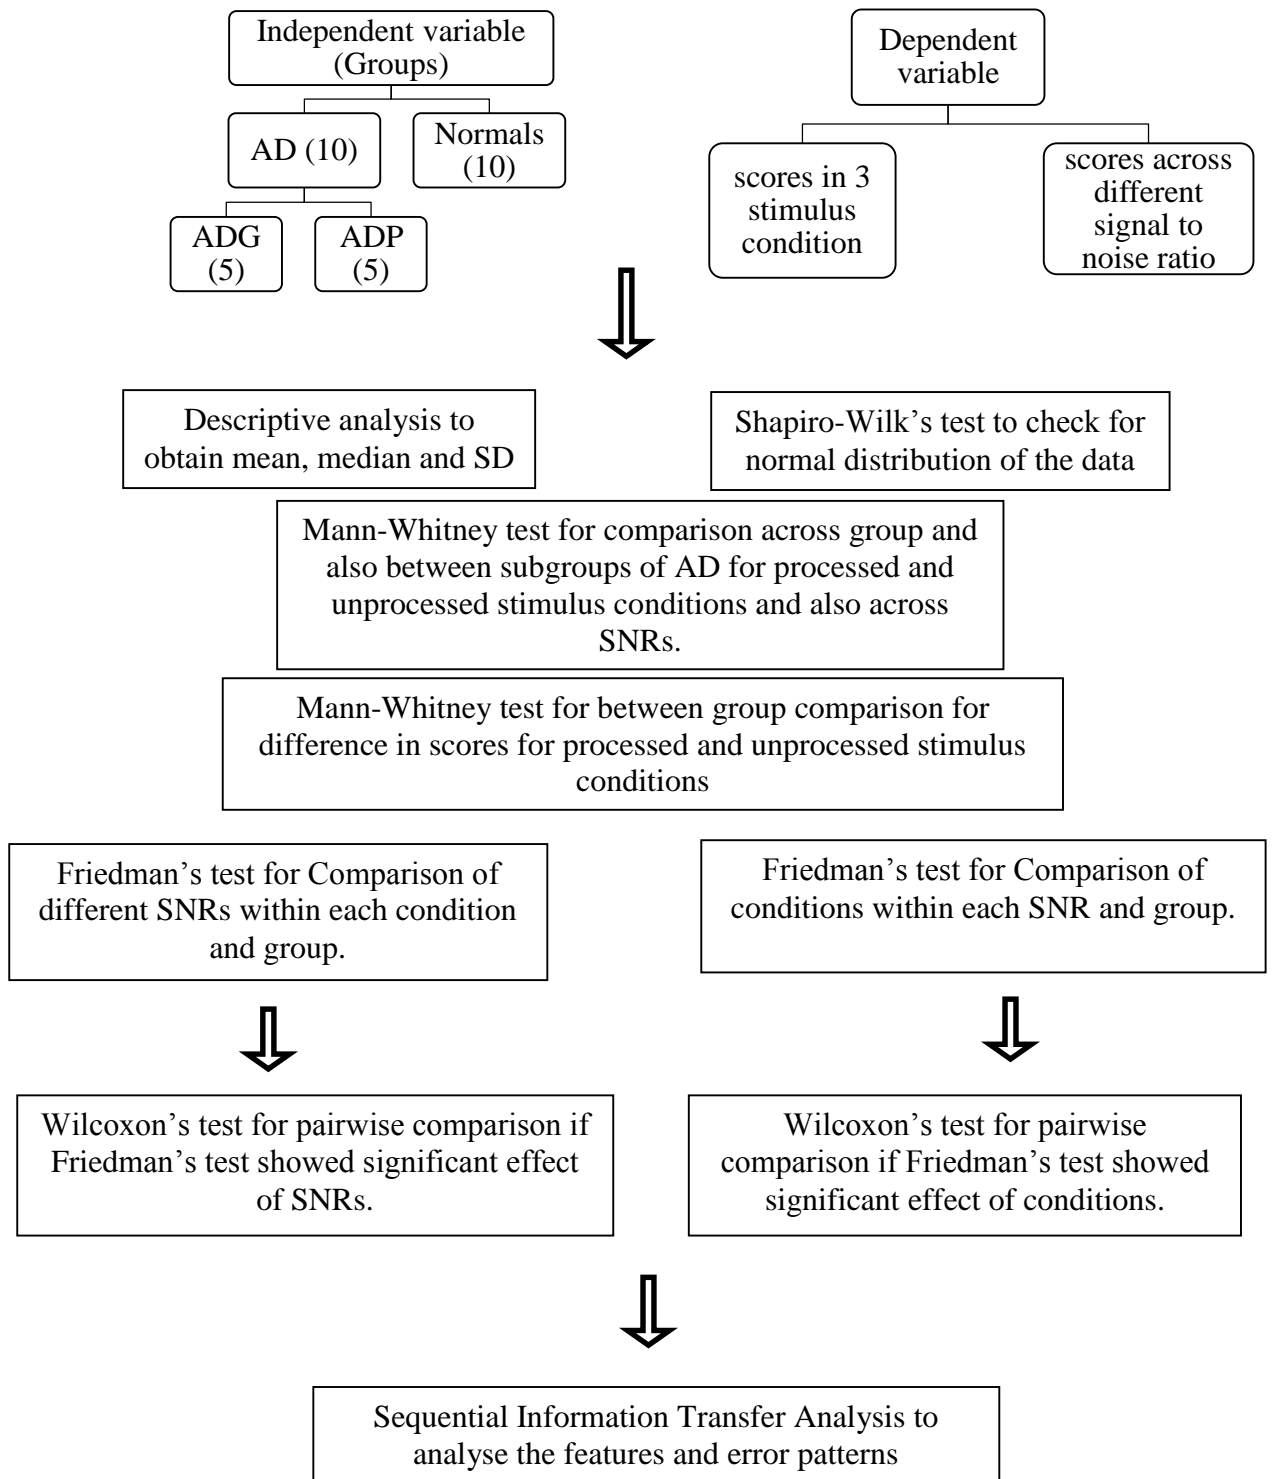 Independent variable
(Groups)
AD (10)
Normals
(10)
ADG
(5)
ADP
(5)
Dependent
variable
scores in 3
stimulus
condition
scores across
different
signal to
noise ratio
Descriptive analysis to
obtain mean, median and SD
Shapiro-Wilk’s test to check for
normal distribution of the data
Mann-Whitney test for comparison across group and
also between subgroups of AD for processed and
unprocessed stimulus conditions and also across
SNRs.
Mann-Whitney test for between group comparison for
difference in scores for processed and unprocessed stimulus
conditions
Friedman’s test for Comparison of
different SNRs within each condition
and group.
Friedman’s test for Comparison of
conditions within each SNR and group.
Wilcoxon’s test for pairwise comparison if
Friedman’s test showed significant effect
of SNRs.
Wilcoxon’s test for pairwise
comparison if Friedman’s test showed
significant effect of conditions.
Sequential Information Transfer Analysis to
analyse the features and error patterns